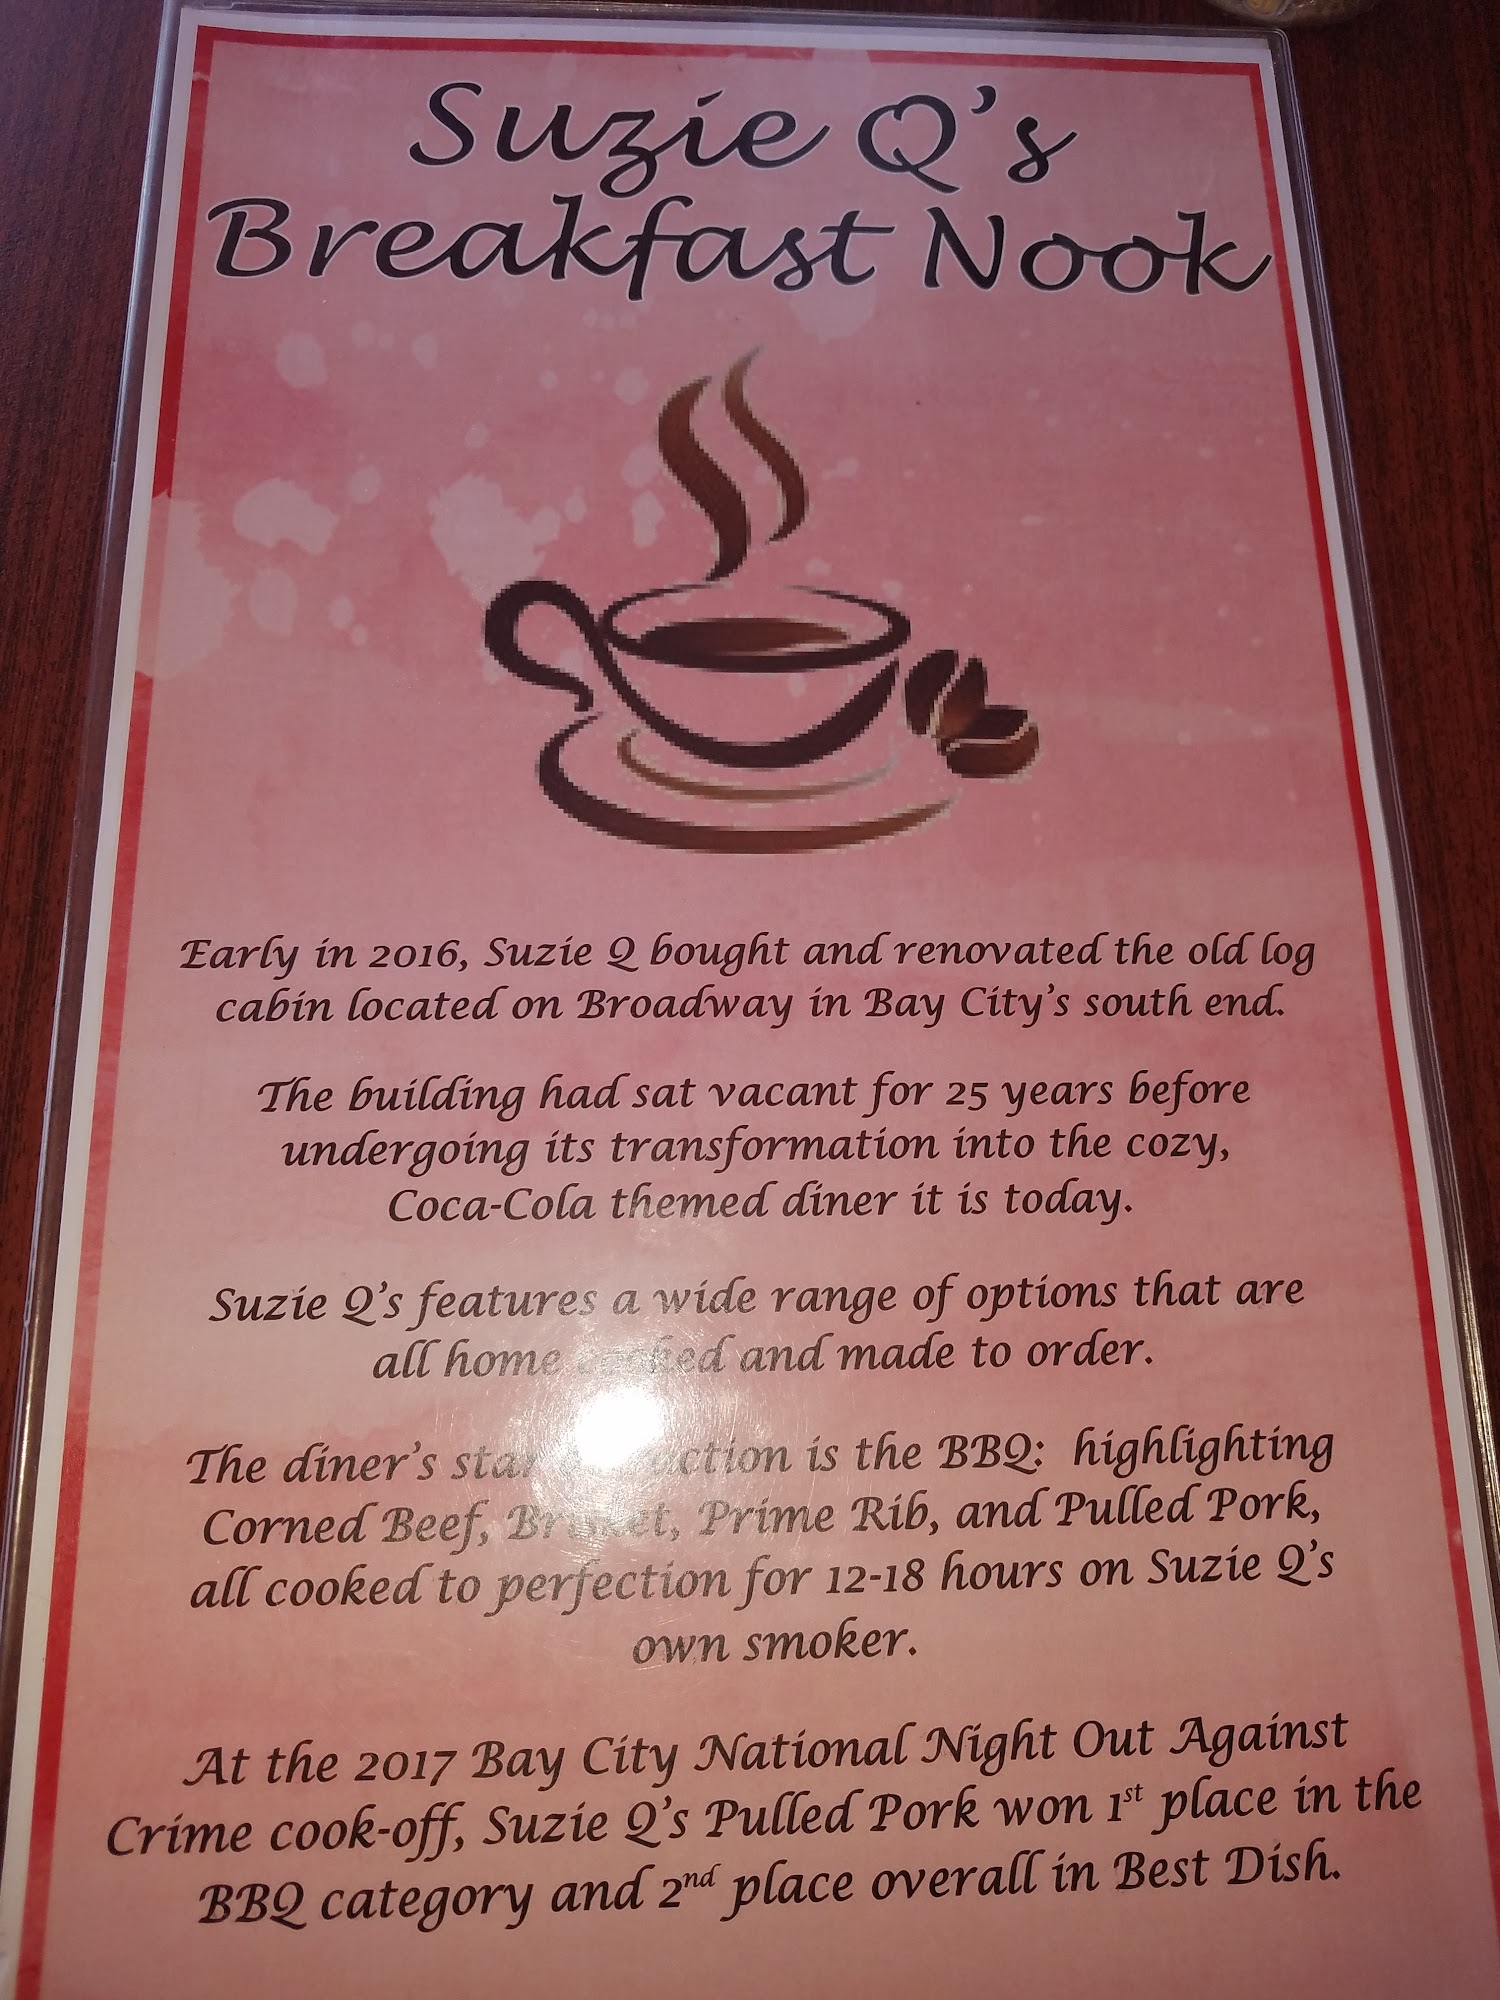 Suzie Q's
Breakfast Nook
Early in 2016, Suzie Q bought and renovated the old log
cabin located on Broadway in Bay City's south end.
The building had sat vacant for 25 years before
undergoing its transformation into the cozy,
Coca-Cola themed diner it is today.
Suzie Q's features a wide range of options that are
all home cooked and made to order.
The diner's star attraction is the BBQ: highlighting
Corned Beef, Brisket, Prime Rib, and Pulled Pork,
all cooked to perfection for 12-18 hours on Suzie Q's
own smoker.
At the 2017 Bay City National Night Out Against
Crime cook-off, Suzie Q's Pulled Pork won 1st place in the
BBQ category and 2nd place overall in Best Dish.